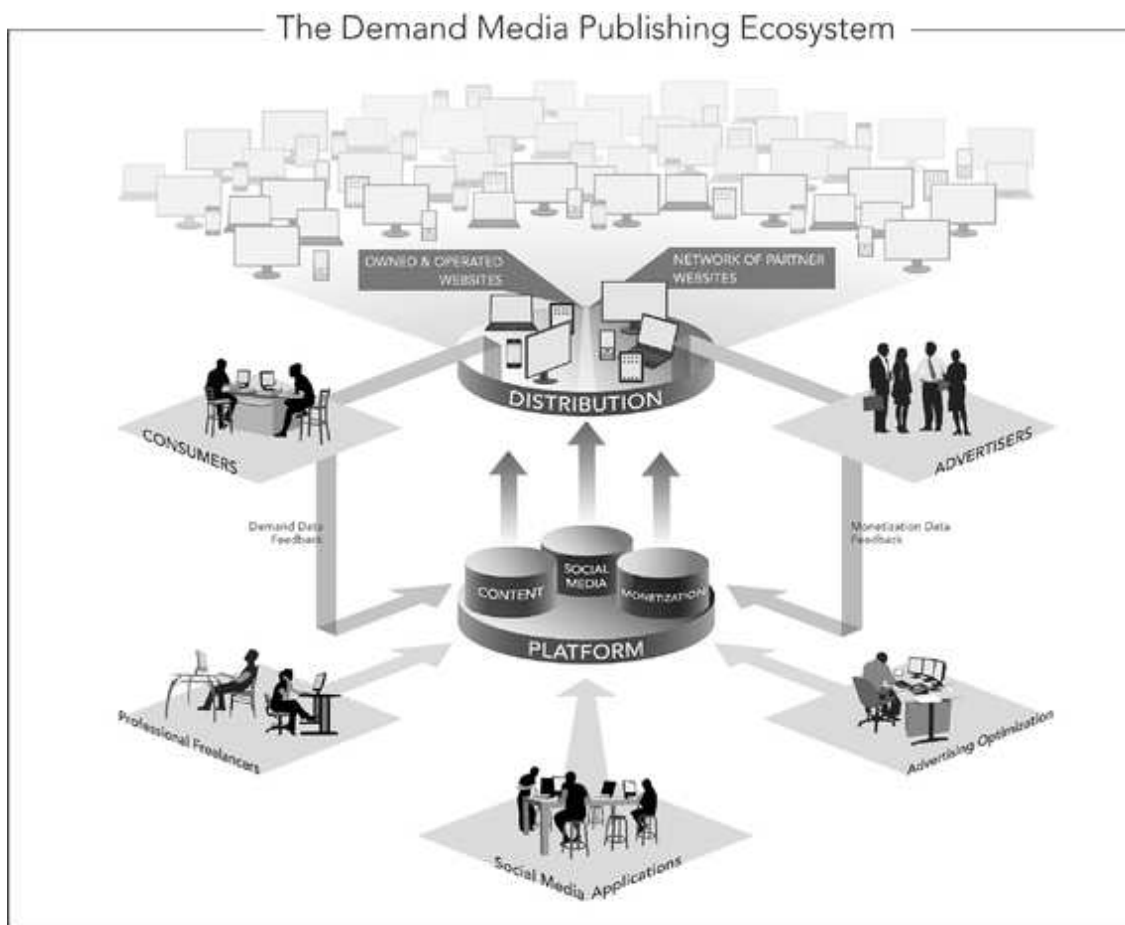 The Demand Media Publishing Ecosystem
OWNED & OPERATED
WEBSITES
NETWORK OF PARTNER
WEBSITES
DISTRIBUTION
CONSUMERS
ADVERTISERS
Demand Data
Feedback
Monetization Data
Feedback
CONTENT
SOCIAL
MEDIA
MONETIZATION
PLATFORM
Professional Freelancers
Advertising Optimization
Social Media Applications